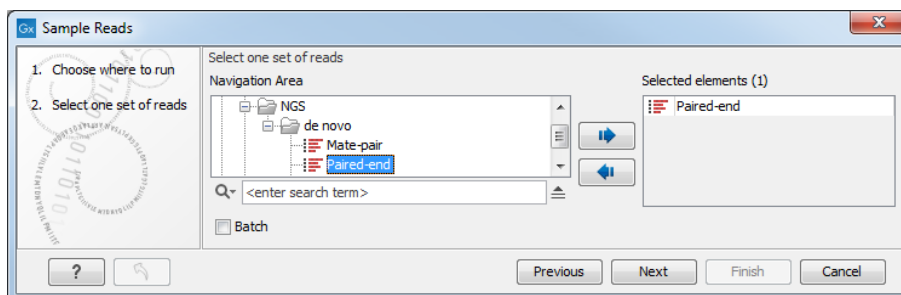 Gx Sample Reads
1. Choose where to run
2. Select one set of reads
Select one set of reads
Navigation Area
NGS
de novo
Mate-pair
Paired-end
<enter search term>
Batch
Selected elements (1)
Paired-end
?
Previous
Next
Finish
Cancel